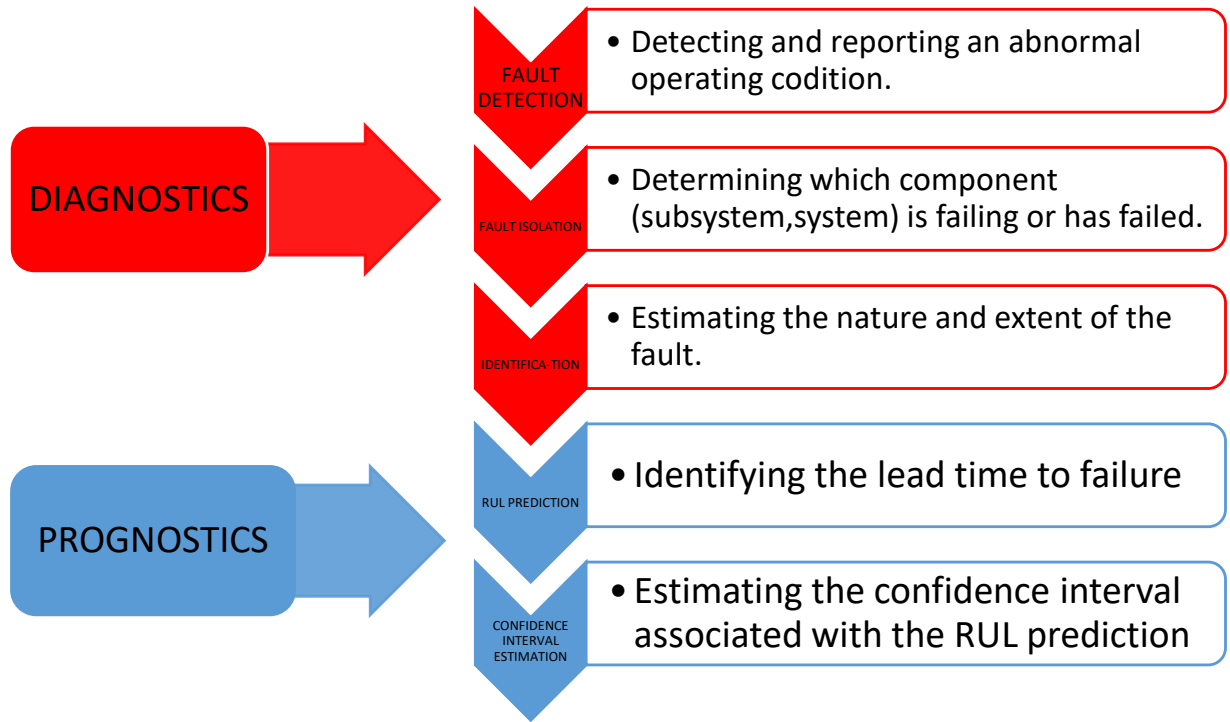 FAULT
DETECTION
• Detecting and reporting an abnormal
operating codition.
DIAGNOSTICS
FAULT ISOLATION
• Determining which component
(subsystem,system) is failing or has failed.
IDENTIFICA-TION
• Estimating the nature and extent of the
fault.
PROGNOSTICS
RUL PREDICTION
• Identifying the lead time to failure
CONFIDENCE
INTERVAL
ESTIMATION
• Estimating the confidence interval
associated with the RUL prediction